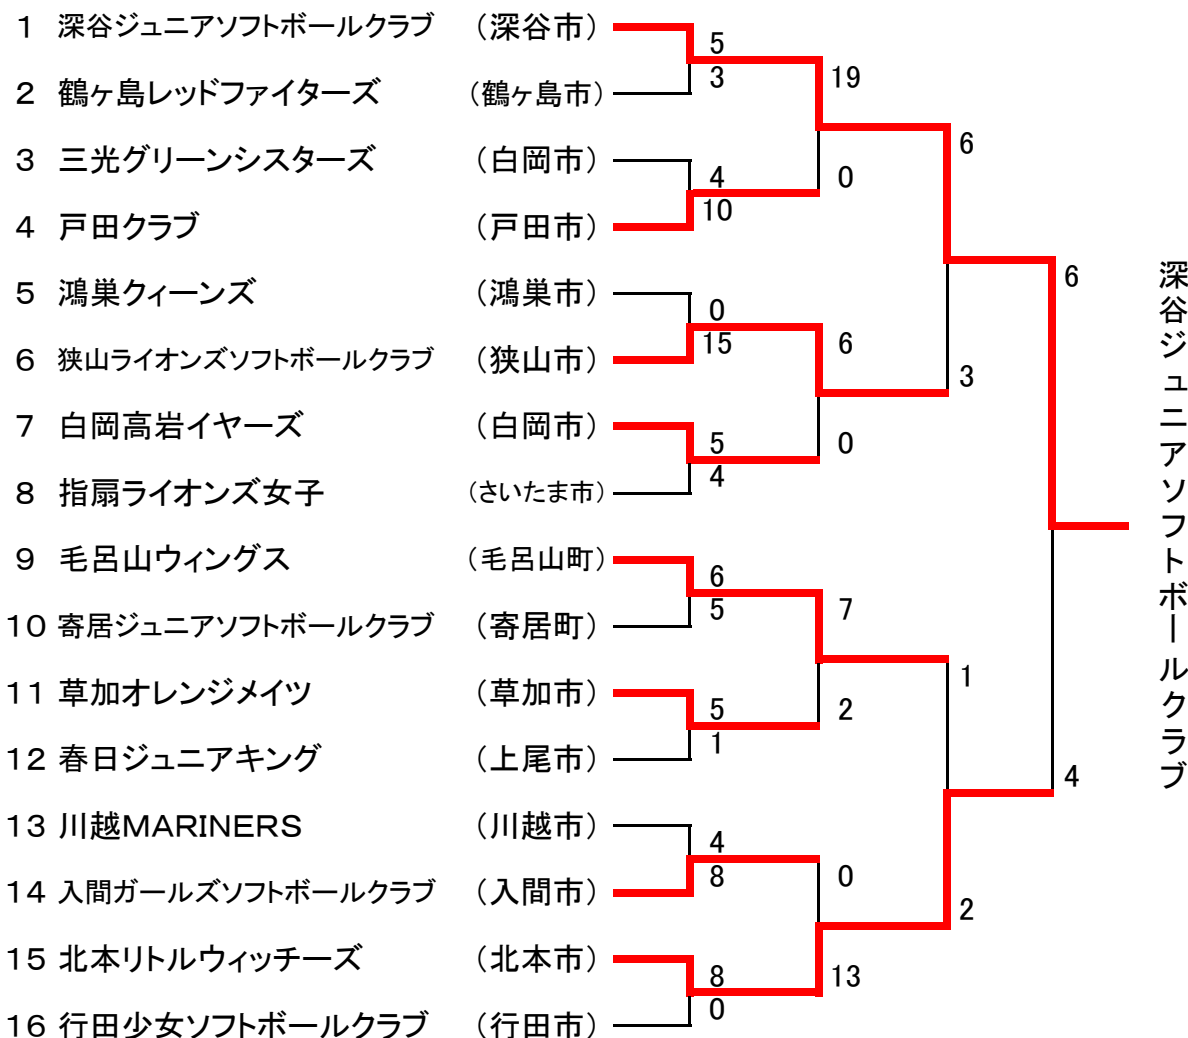 1 深谷ジュニアソフトボールクラブ (深谷市)
5
3
19
2 鶴ヶ島レッドファイターズ (鶴ヶ島市)
6
3 三光グリーンシスターズ (白岡市)
4
10
0
4 戸田クラブ (戸田市)
6
5 鴻巣クィーンズ (鴻巣市)
0
15
6
6 狭山ライオンズソフトボールクラブ (狭山市)
3
7 白岡高岩イヤーズ (白岡市)
5
4
0
8 指扇ライオンズ女子 (さいたま市)
深谷ジュニアソフトボールクラブ
9 毛呂山ウィングス (毛呂山町)
6
5
7
10 寄居ジュニアソフトボールクラブ (寄居町)
1
11 草加オレンジメイツ (草加市)
5
1
2
12 春日ジュニアキング (上尾市)
4
13 川越MARINERS (川越市)
4
8
0
14 入間ガールズソフトボールクラブ (入間市)
2
15 北本リトルウィッチーズ (北本市)
8
0
13
16 行田少女ソフトボールクラブ (行田市)